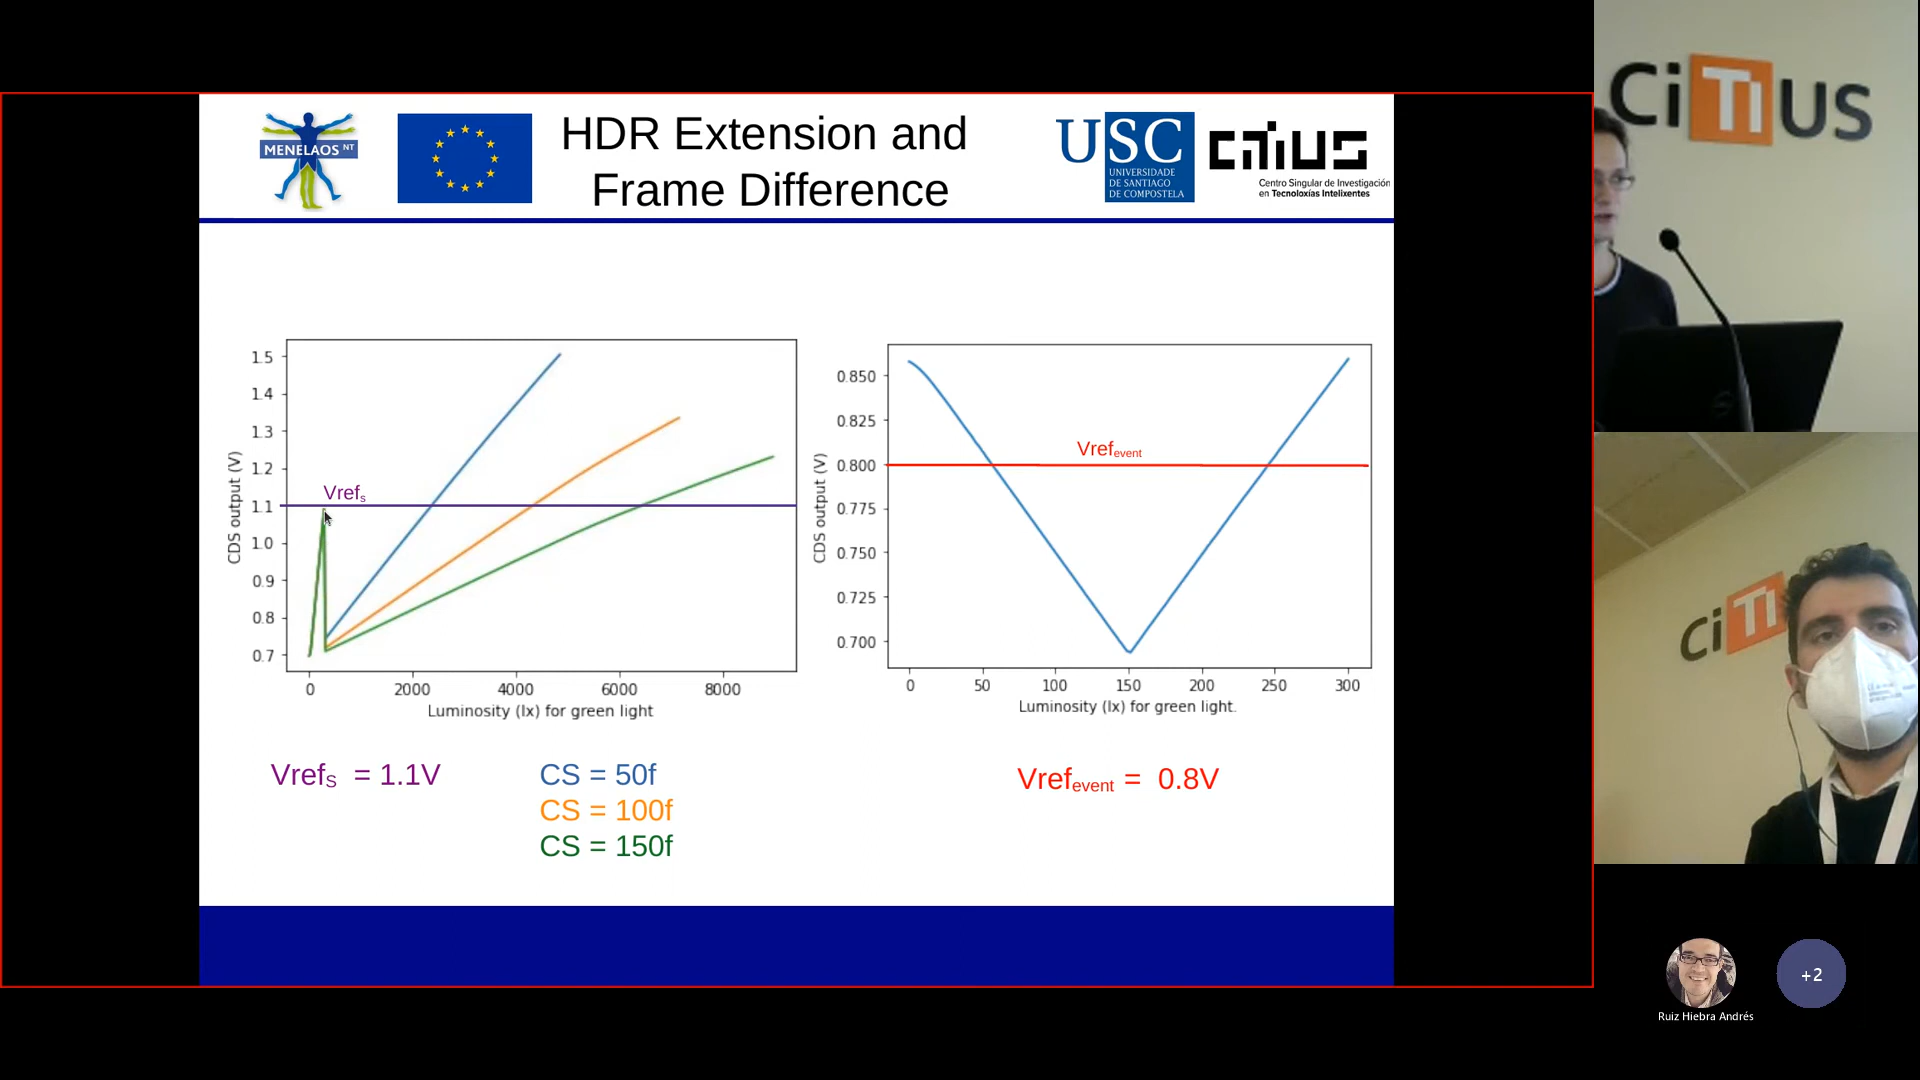 MENELAOS NT
HDR Extension and
Frame Difference
USC
UNIVERSIDADE
DE SANTIAGO
DE COMPOSTELA
CiTIUS
Centro Singular de Investigación
en Tecnoloxías Intelixentes
1.5
1.4
1.3
1.2
1.1
1.0
0.9
0.8
0.7
CDS output (V)
Vrefs
0
2000
4000
6000
8000
Luminosity (lx) for green light
0.850
0.825
0.800
0.775
0.750
0.725
0.700
CDS output (V)
Vrefevent
0
50
100
150
200
250
300
Luminosity (lx) for green light.
VrefS = 1.1V
CS = 50f
CS = 100f
CS = 150f
Vrefevent = 0.8V
CiTIUS
CiTI
Ruiz Hiebra Andrés
+2